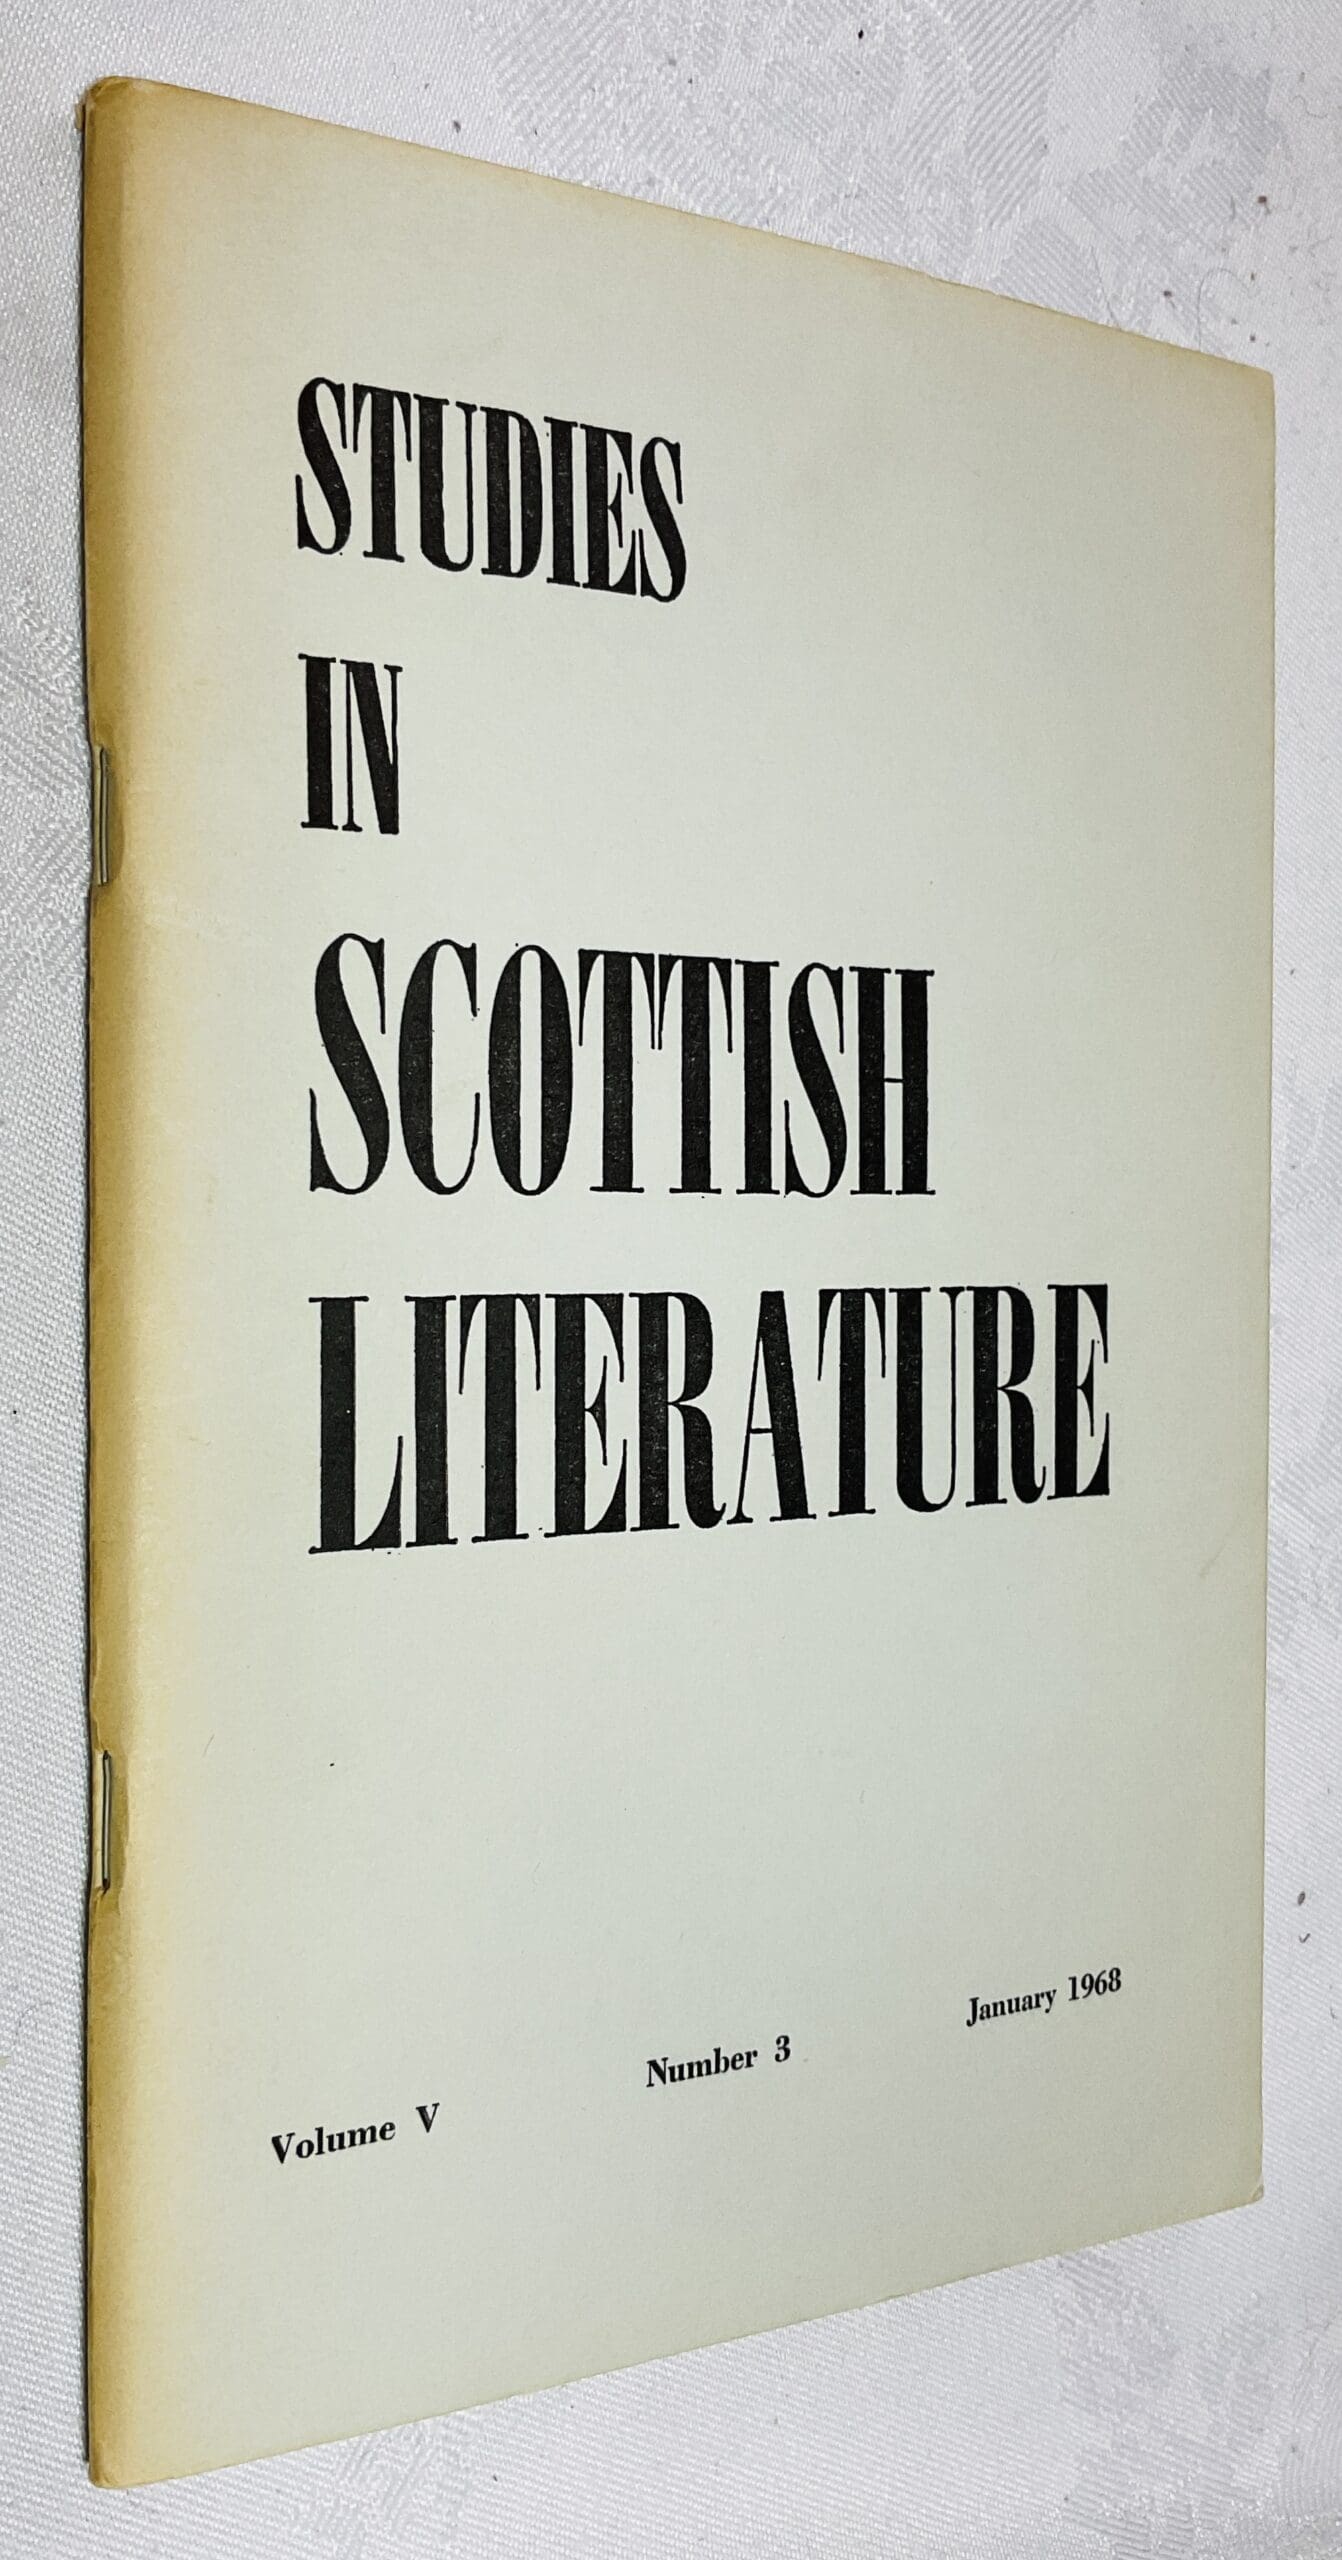 STUDIES
IN
SCOTTISH
LITERATURE
Volume V Number 3 January 1968